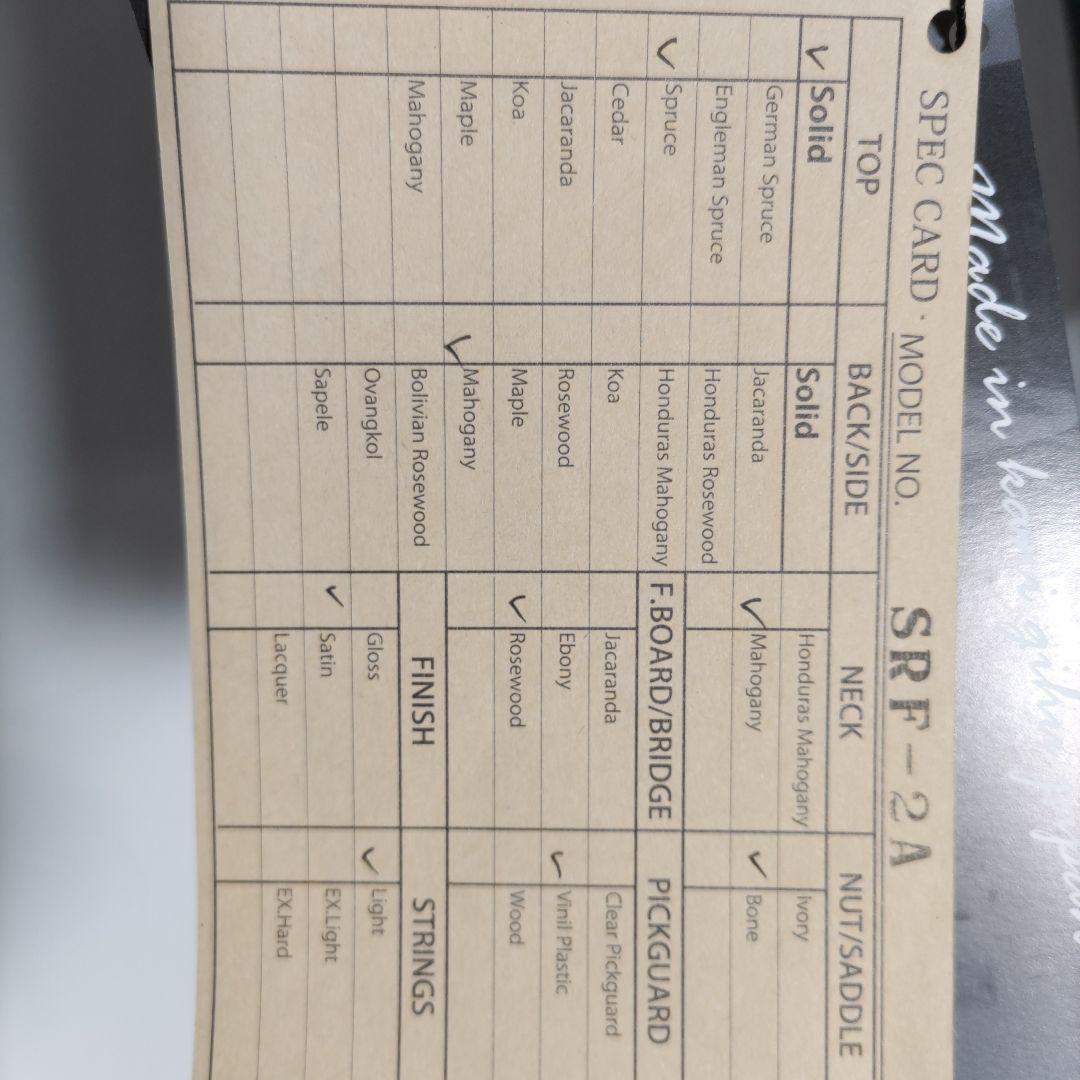 Made in kani gihu japan
SPEC CARD · MODEL NO. SRF-2A
TOP
✓ Solid
German Spruce
Engleman Spruce
✓ Spruce
Cedar
Jacaranda
Koa
Maple
Mahogany
BACK/SIDE
Solid
Jacaranda
Honduras Rosewood
Honduras Mahogany
Koa
Rosewood
Maple
✓ Mahogany
Bolivian Rosewood
Ovangkol
Sapele
NECK
Honduras Mahogany
✓ Mahogany
F.BOARD/BRIDGE
Jacaranda
Ebony
✓ Rosewood
FINISH
Gloss
✓ Satin
Lacquer
NUT/SADDLE
Ivory
✓ Bone
PICKGUARD
Clear Pickguard
✓ Vinil Plastic
Wood
STRINGS
✓ Light
EX.Light
EX.Hard